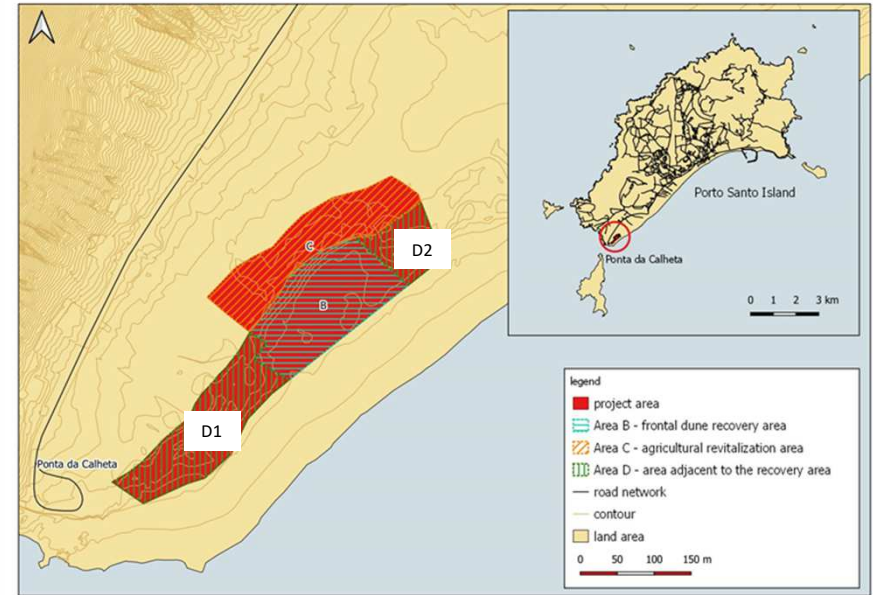 C
D2
B
D1
Ponta da Calheta
Porto Santo Island
Ponta da Calheta
0 1 2 3 km
legend
project area
Area B - frontal dune recovery area
Area C - agricultural revitalization area
Area D - area adjacent to the recovery area
road network
contour
land area
0 50 100 150 m